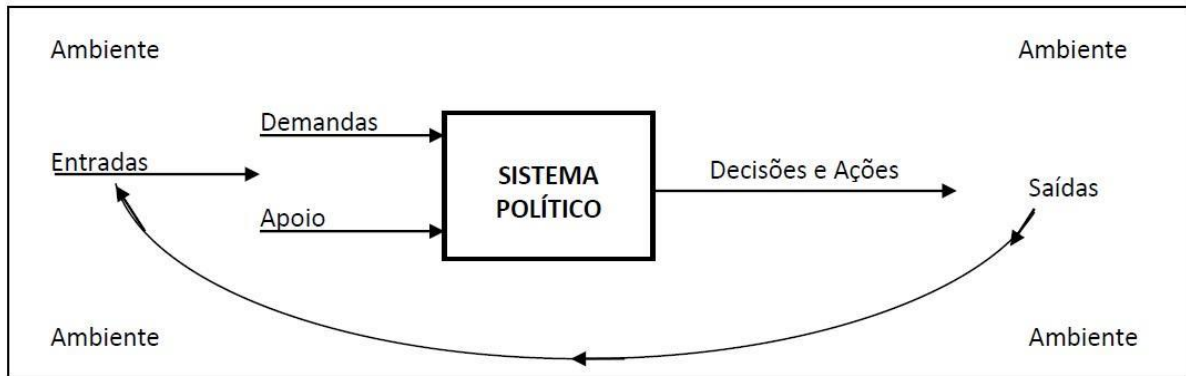 Ambiente
Ambiente
Demandas
Entradas
SISTEMA
POLÍTICO
Decisões e Ações
Saídas
Apoio
Ambiente
Ambiente